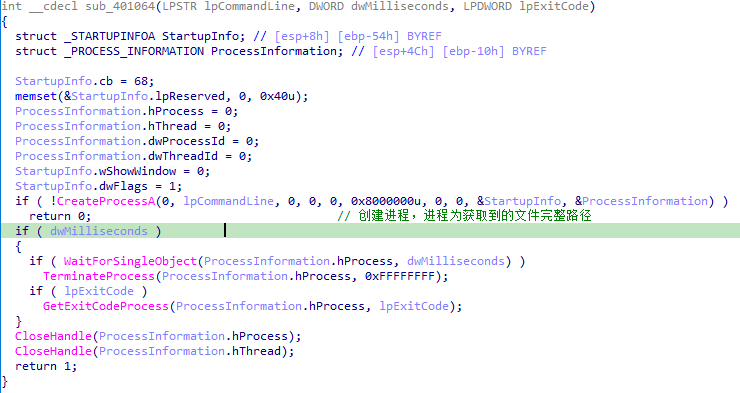 int __cdecl sub_401064(LPSTR lpCommandLine, DWORD dwMilliseconds, LPDWORD lpExitCode)
{
  struct _STARTUPINFOA StartupInfo; // [esp+8h] [ebp-54h] BYREF
  struct _PROCESS_INFORMATION ProcessInformation; // [esp+4Ch] [ebp-10h] BYREF

  StartupInfo.cb = 68;
  memset(&StartupInfo.lpReserved, 0, 0x40u);
  ProcessInformation.hProcess = 0;
  ProcessInformation.hThread = 0;
  ProcessInformation.dwProcessId = 0;
  ProcessInformation.dwThreadId = 0;
  StartupInfo.wShowWindow = 0;
  StartupInfo.dwFlags = 1;
  if ( !CreateProcessA(0, lpCommandLine, 0, 0, 0, 0x8000000u, 0, 0, &StartupInfo, &ProcessInformation) )
    return 0; // 创建进程，进程为获取到的文件完整路径
  if ( dwMilliseconds )
  {
    if ( WaitForSingleObject(ProcessInformation.hProcess, dwMilliseconds) )
      TerminateProcess(ProcessInformation.hProcess, 0xFFFFFFFF);
    if ( lpExitCode )
      GetExitCodeProcess(ProcessInformation.hProcess, lpExitCode);
  }
  CloseHandle(ProcessInformation.hProcess);
  CloseHandle(ProcessInformation.hThread);
  return 1;
}